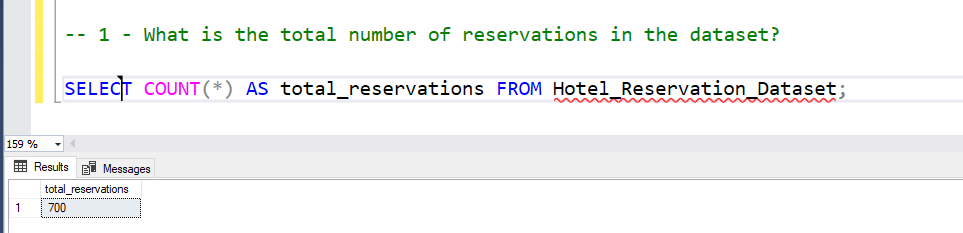 -- 1 - What is the total number of reservations in the dataset?
SELECT COUNT(*) AS total_reservations FROM Hotel_Reservation_Dataset;
159 %
Results Messages
total_reservations
1 700